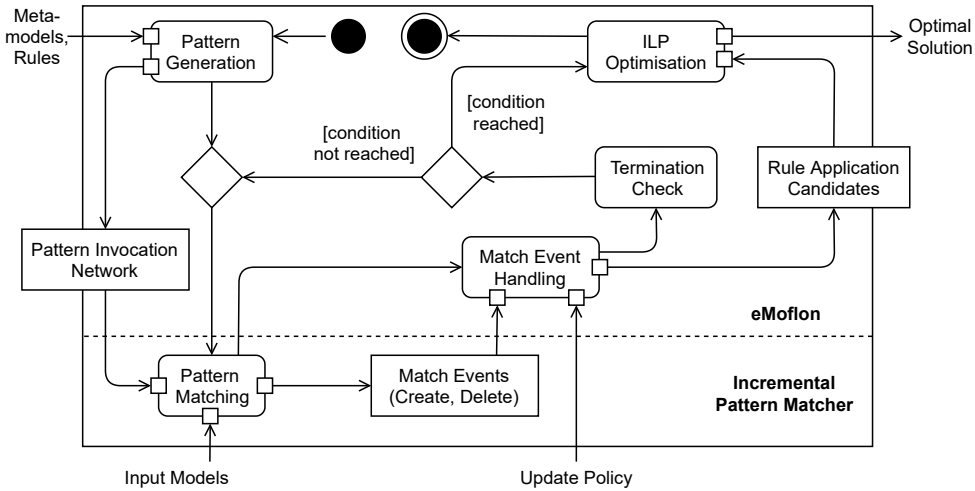 Meta-
models,
Rules
Pattern
Generation
ILP
Optimisation
Optimal
Solution
[condition
reached]
[condition
not reached]
Termination
Check
Rule Application
Candidates
Pattern Invocation
Network
Match Event
Handling
eMoflon
Pattern
Matching
Match Events
(Create, Delete)
Incremental
Pattern Matcher
Input Models
Update Policy